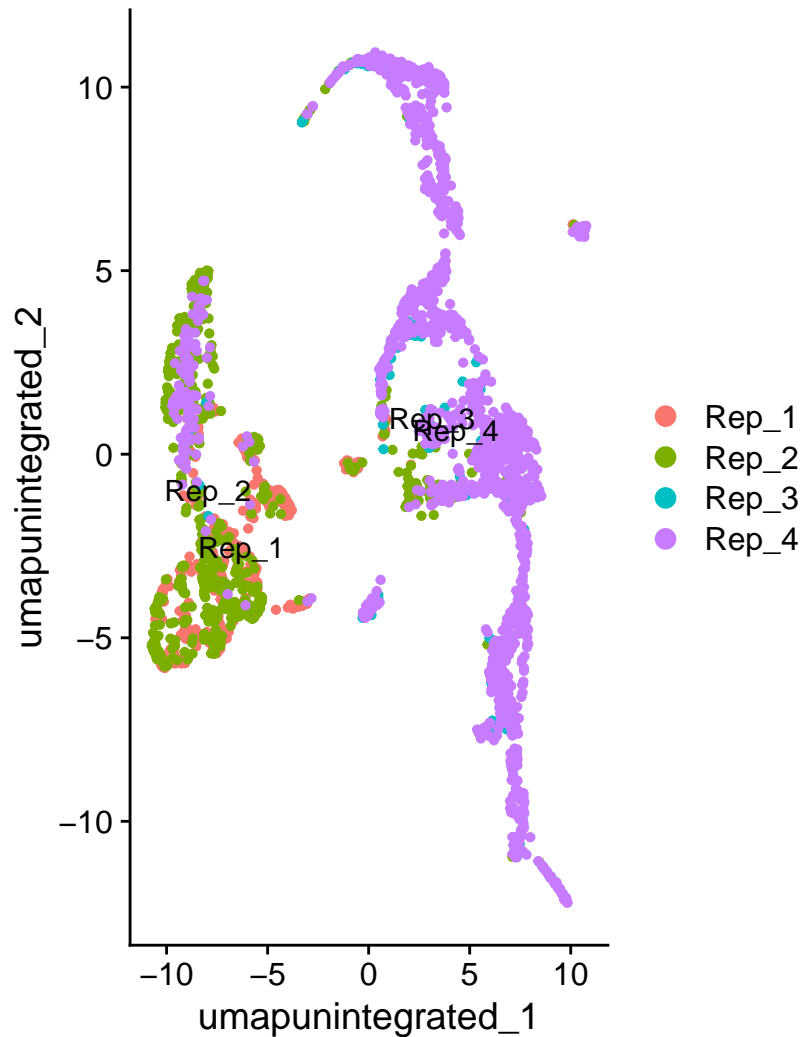 10
5
0
−5
−10
umapunintegrated_2
Rep_3
Rep_4
Rep_2
Rep_1
Rep_1
Rep_2
Rep_3
Rep_4
−10 −5 0 5 10
umapunintegrated_1